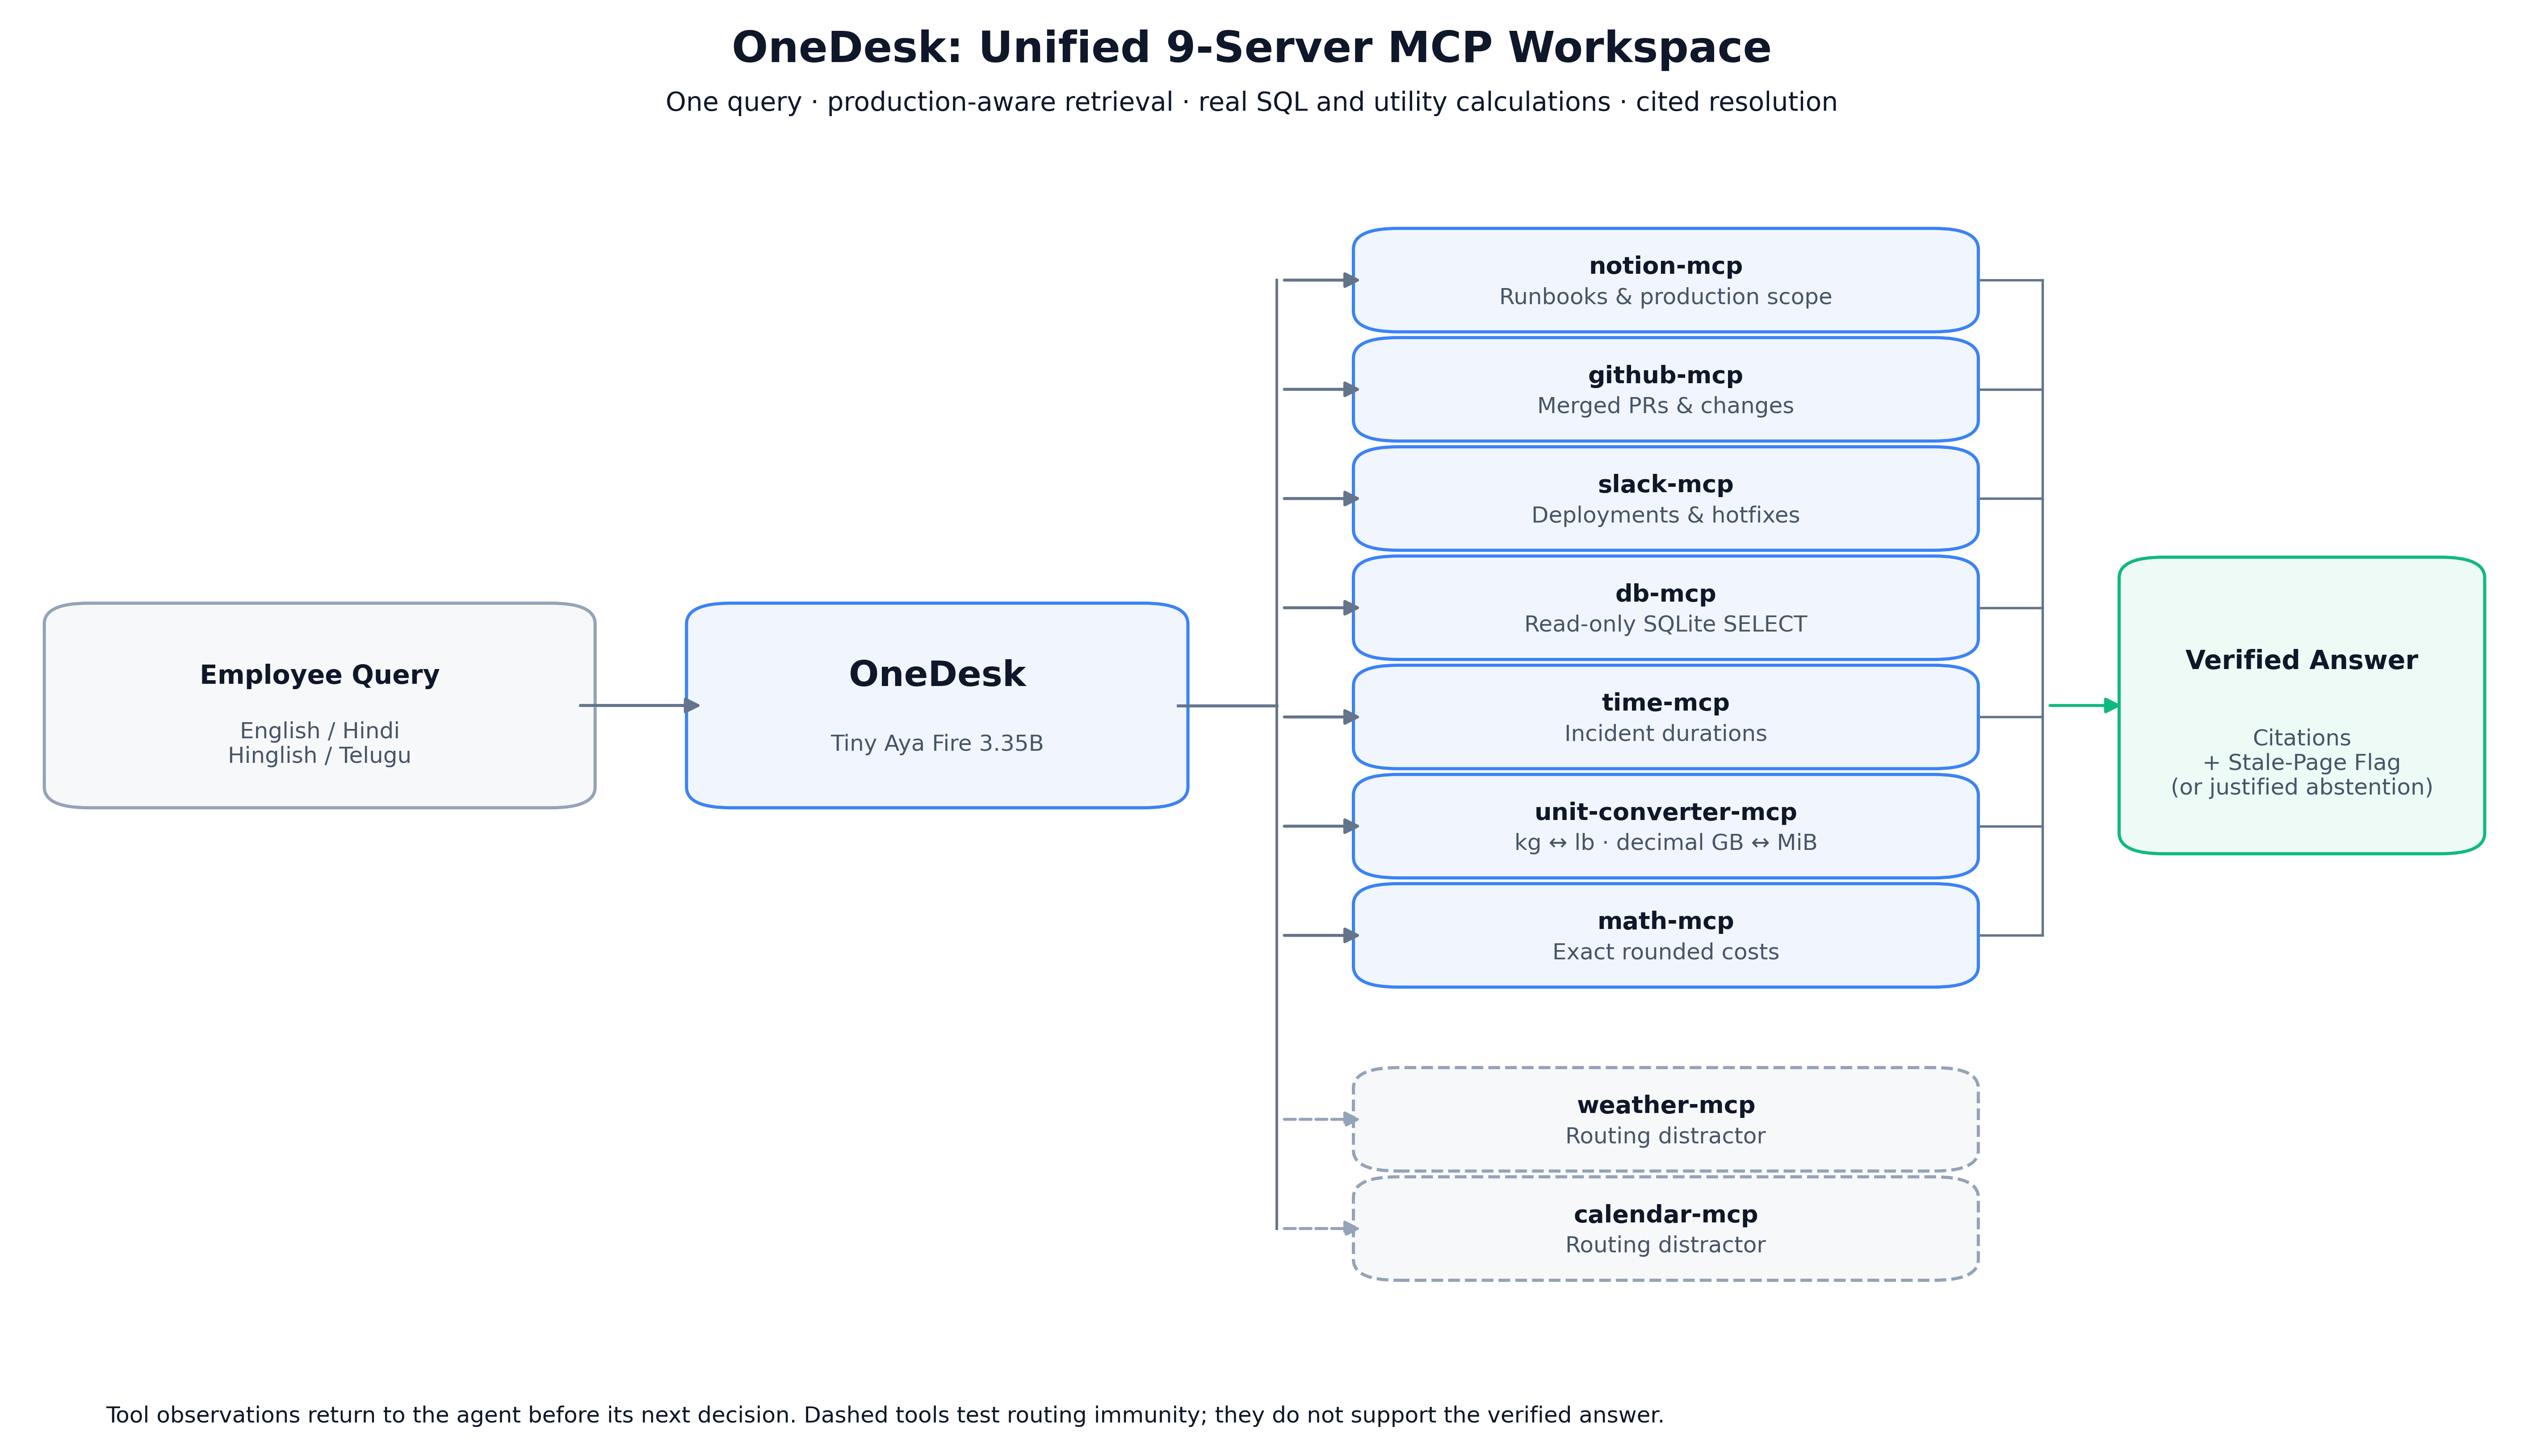 OneDesk: Unified 9-Server MCP Workspace
One query · production-aware retrieval · real SQL and utility calculations · cited resolution
Employee Query
English / Hindi
Hinglish / Telugu
OneDesk
Tiny Aya Fire 3.35B
notion-mcp
Runbooks & production scope
github-mcp
Merged PRs & changes
slack-mcp
Deployments & hotfixes
db-mcp
Read-only SQLite SELECT
time-mcp
Incident durations
unit-converter-mcp
kg ↔ lb · decimal GB ↔ MiB
math-mcp
Exact rounded costs
weather-mcp
Routing distractor
calendar-mcp
Routing distractor
Verified Answer
Citations
+ Stale-Page Flag
(or justified abstention)
Tool observations return to the agent before its next decision. Dashed tools test routing immunity; they do not support the verified answer.